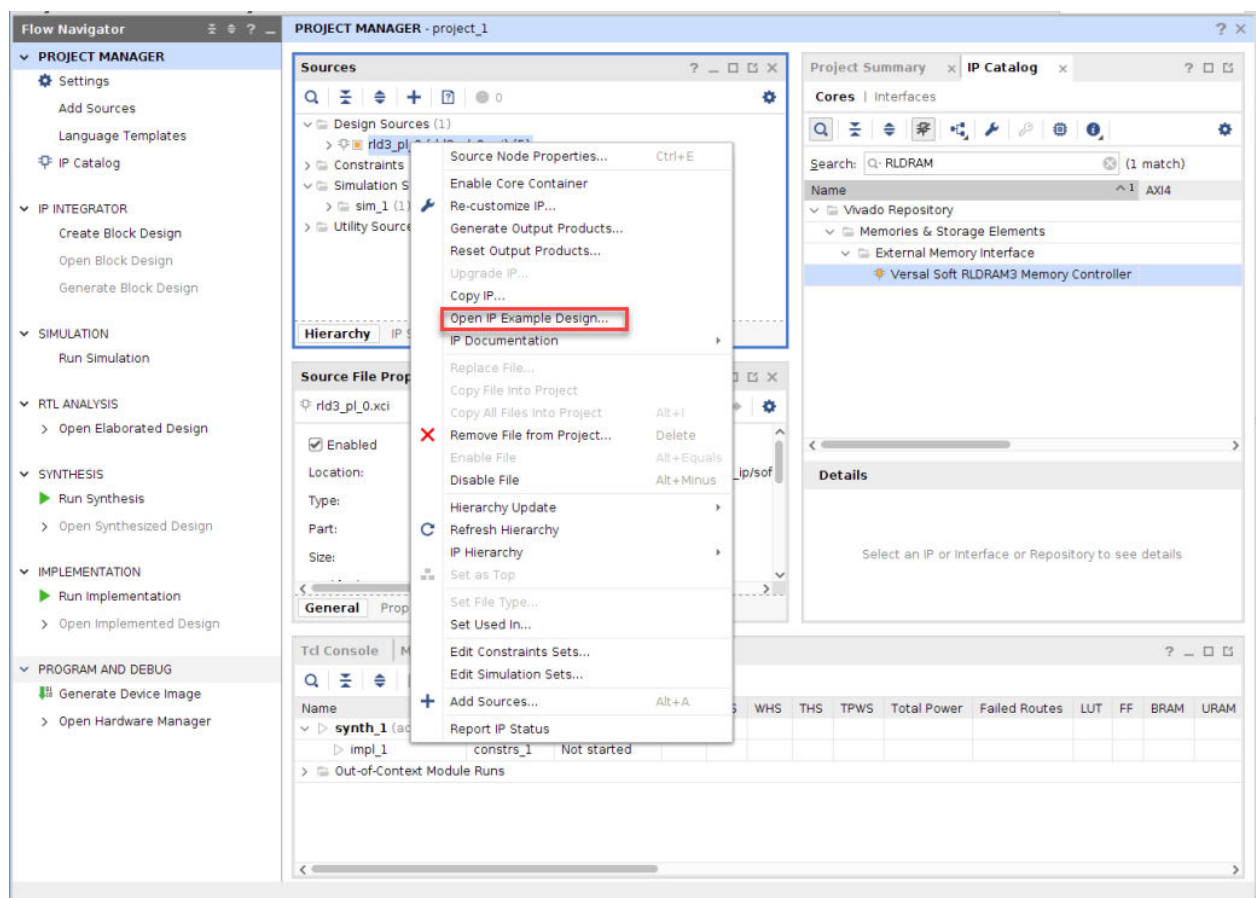 Flow Navigator ? _
PROJECT MANAGER - project_1 ? ×
PROJECT MANAGER
Settings
Add Sources
Language Templates
IP Catalog
IP INTEGRATOR
Create Block Design
Open Block Design
Generate Block Design
SIMULATION
Run Simulation
RTL ANALYSIS
Open Elaborated Design
SYNTHESIS
Run Synthesis
Open Synthesized Design
IMPLEMENTATION
Run Implementation
Open Implemented Design
PROGRAM AND DEBUG
Generate Device Image
Open Hardware Manager
Sources
0
Design Sources (1)
rld3_pl_0
Constraints
Simulation S
sim_1 (1)
Utility Source
Hierarchy IP S
Source File Prop
rld3_pl_0.xci
Enabled
Location: _ip/sof
Type:
Part:
Size:
General Prop
Source Node Properties... Ctrl+E
Enable Core Container
Re-customize IP...
Generate Output Products...
Reset Output Products...
Upgrade IP...
Copy IP...
Open IP Example Design...
IP Documentation
Replace File...
Copy File Into Project
Copy All Files Into Project Alt+I
Remove File from Project... Delete
Enable File Alt+Equals
Disable File Alt+Minus
Hierarchy Update
Refresh Hierarchy
IP Hierarchy
Set as Top
Set File Type...
Set Used In...
Edit Constraints Sets...
Edit Simulation Sets...
Add Sources... Alt+A
Report IP Status
Project Summary × IP Catalog ×
Cores | Interfaces
Search: RLDRAM (1 match)
Name ^1 AXI4
Vivado Repository
Memories & Storage Elements
External Memory Interface
Versal Soft RLDRAM3 Memory Controller
Details
Select an IP or Interface or Repository to see details
Tcl Console M
Name S WHS THS TPWS Total Power Failed Routes LUT FF BRAM URAM
synth_1 (ac
impl_1 constrs_1 Not started
Out-of-Context Module Runs